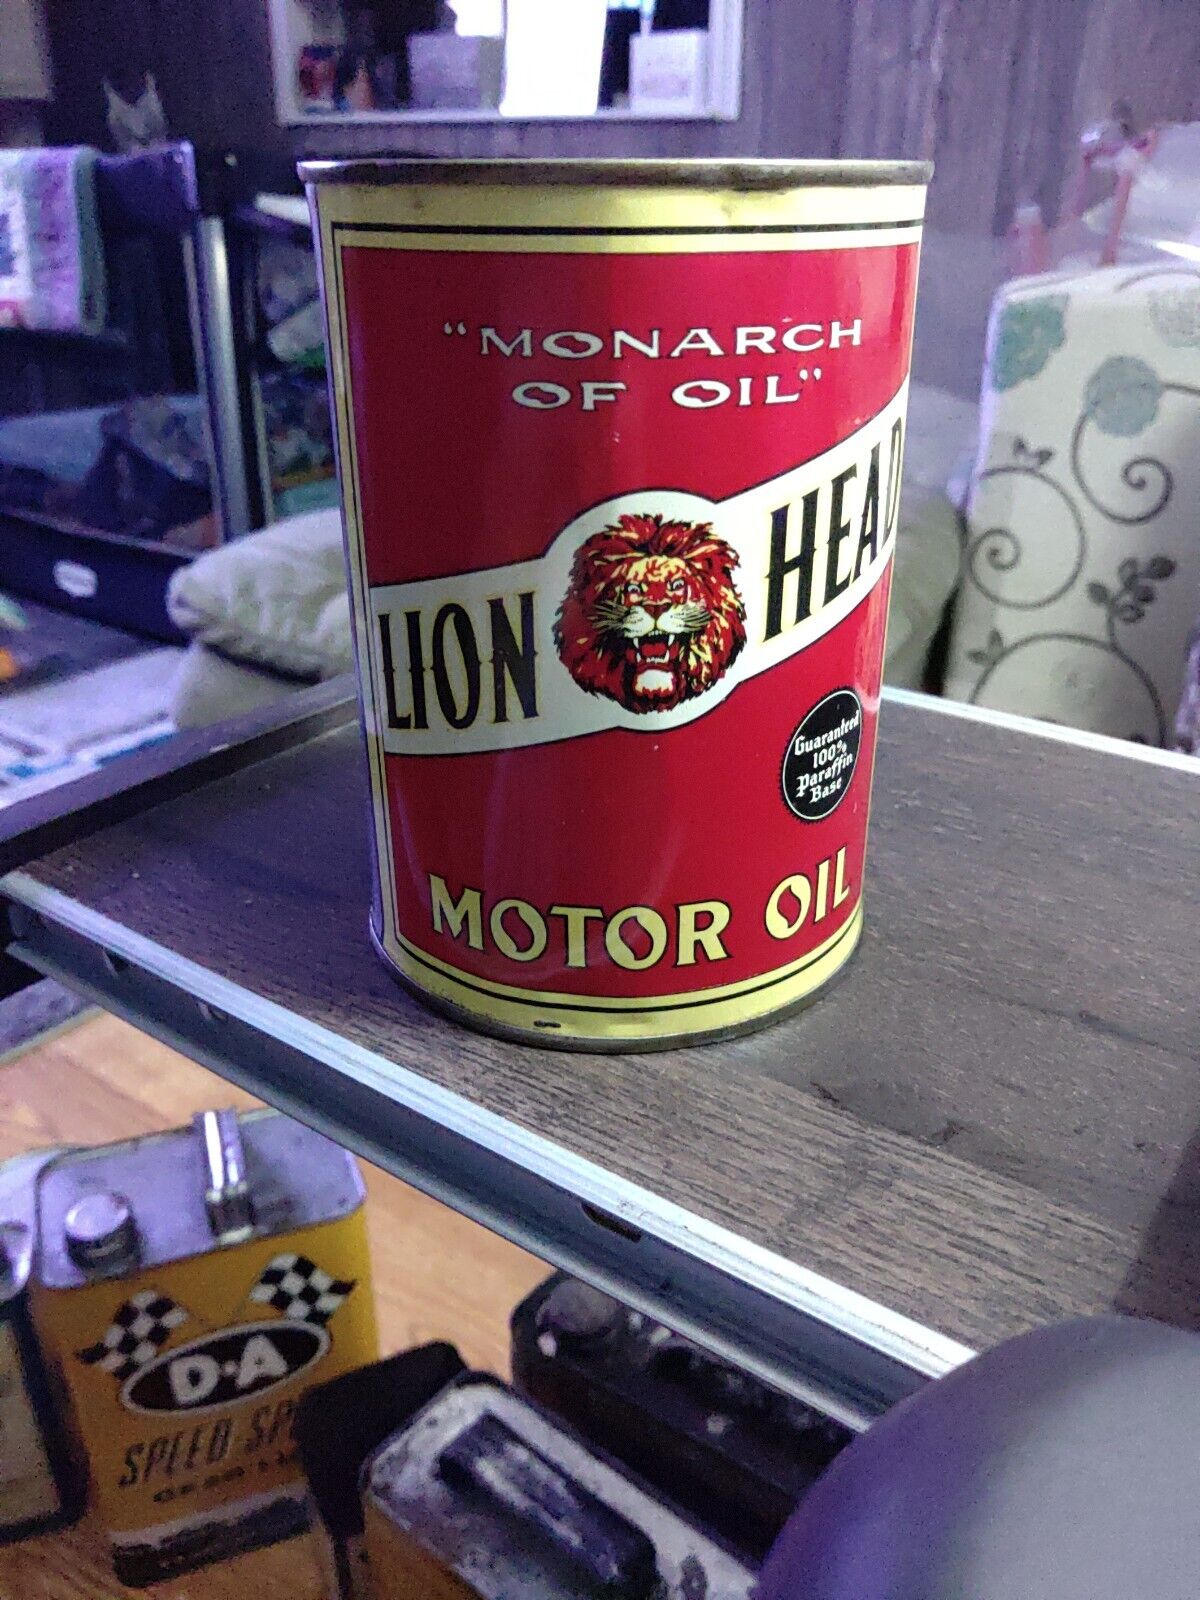 "MONARCH
OF OIL"
LION HEAD
Guaranteed
100%
Paraffin
Base
MOTOR OIL
D-A
SPEED